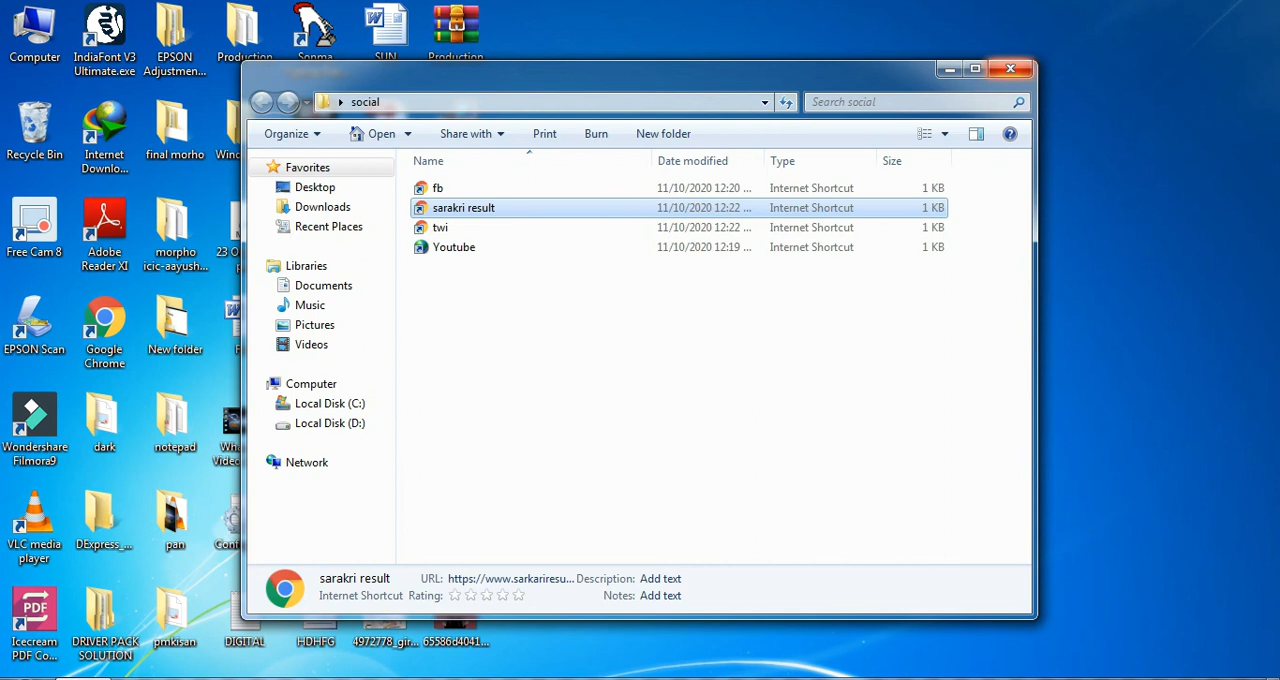 Computer
IndiaFont V3
Ultimate.exe
EPSON
Adjustmen...
Production
Sonma
SUN
Production
Recycle Bin
Internet
Downlo...
final morho
Free Cam 8
Adobe
Reader XI
morpho
icic-aayush...
EPSON Scan
Google
Chrome
New folder
Wondershare
Filmora9
dark
notepad
VLC media
player
DExpress_...
pan
Icecream
PDF Co...
DRIVER PACK
SOLUTION
pmkisan
DIGITAL
HDHFG
4972778_gir...
65586d4041...
social
Search social
Organize
Open
Share with
Print
Burn
New folder
Favorites
Desktop
Downloads
Recent Places
Libraries
Documents
Music
Pictures
Videos
Computer
Local Disk (C:)
Local Disk (D:)
Network
Name Date modified Type Size
fb 11/10/2020 12:20 ... Internet Shortcut 1 KB
sarakri result 11/10/2020 12:22 ... Internet Shortcut 1 KB
twi 11/10/2020 12:22 ... Internet Shortcut 1 KB
Youtube 11/10/2020 12:19 ... Internet Shortcut 1 KB
sarakri result URL: https://www.sarkariresu... Description: Add text
Internet Shortcut Rating: Notes: Add text
PDF